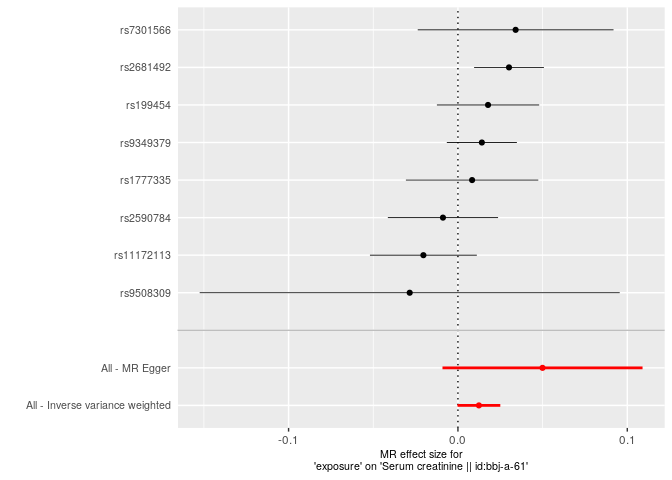 rs7301566
rs2681492
rs199454
rs9349379
rs1777335
rs2590784
rs11172113
rs9508309
All - MR Egger
All - Inverse variance weighted
-0.1
0.0
0.1
MR effect size for
'exposure' on 'Serum creatinine || id:bbj-a-61'